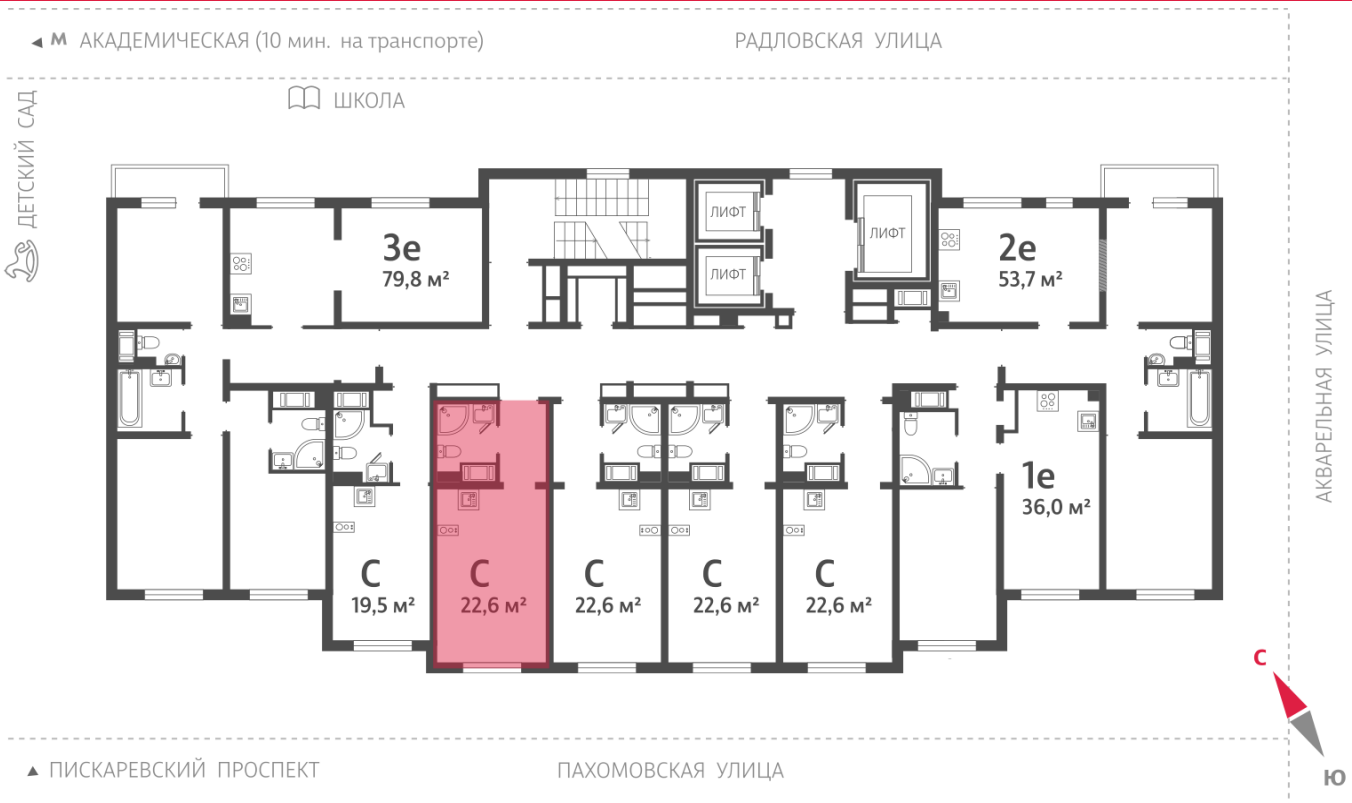 М АКАДЕМИЧЕСКАЯ (10 мин. на транспорте)
РАДЛОВСКАЯ УЛИЦА
ШКОЛА
ДЕТСКИЙ САД
ЛИФТ
ЛИФТ
ЛИФТ
3е
79,8 м²
2е
53,7 м²
1е
36,0 м²
С
19,5 м²
С
22,6 м²
С
22,6 м²
С
22,6 м²
С
22,6 м²
АКВАРЕЛЬНАЯ УЛИЦА
С
Ю
ПИСКАРЕВСКИЙ ПРОСПЕКТ
ПАХОМОВСКАЯ УЛИЦА